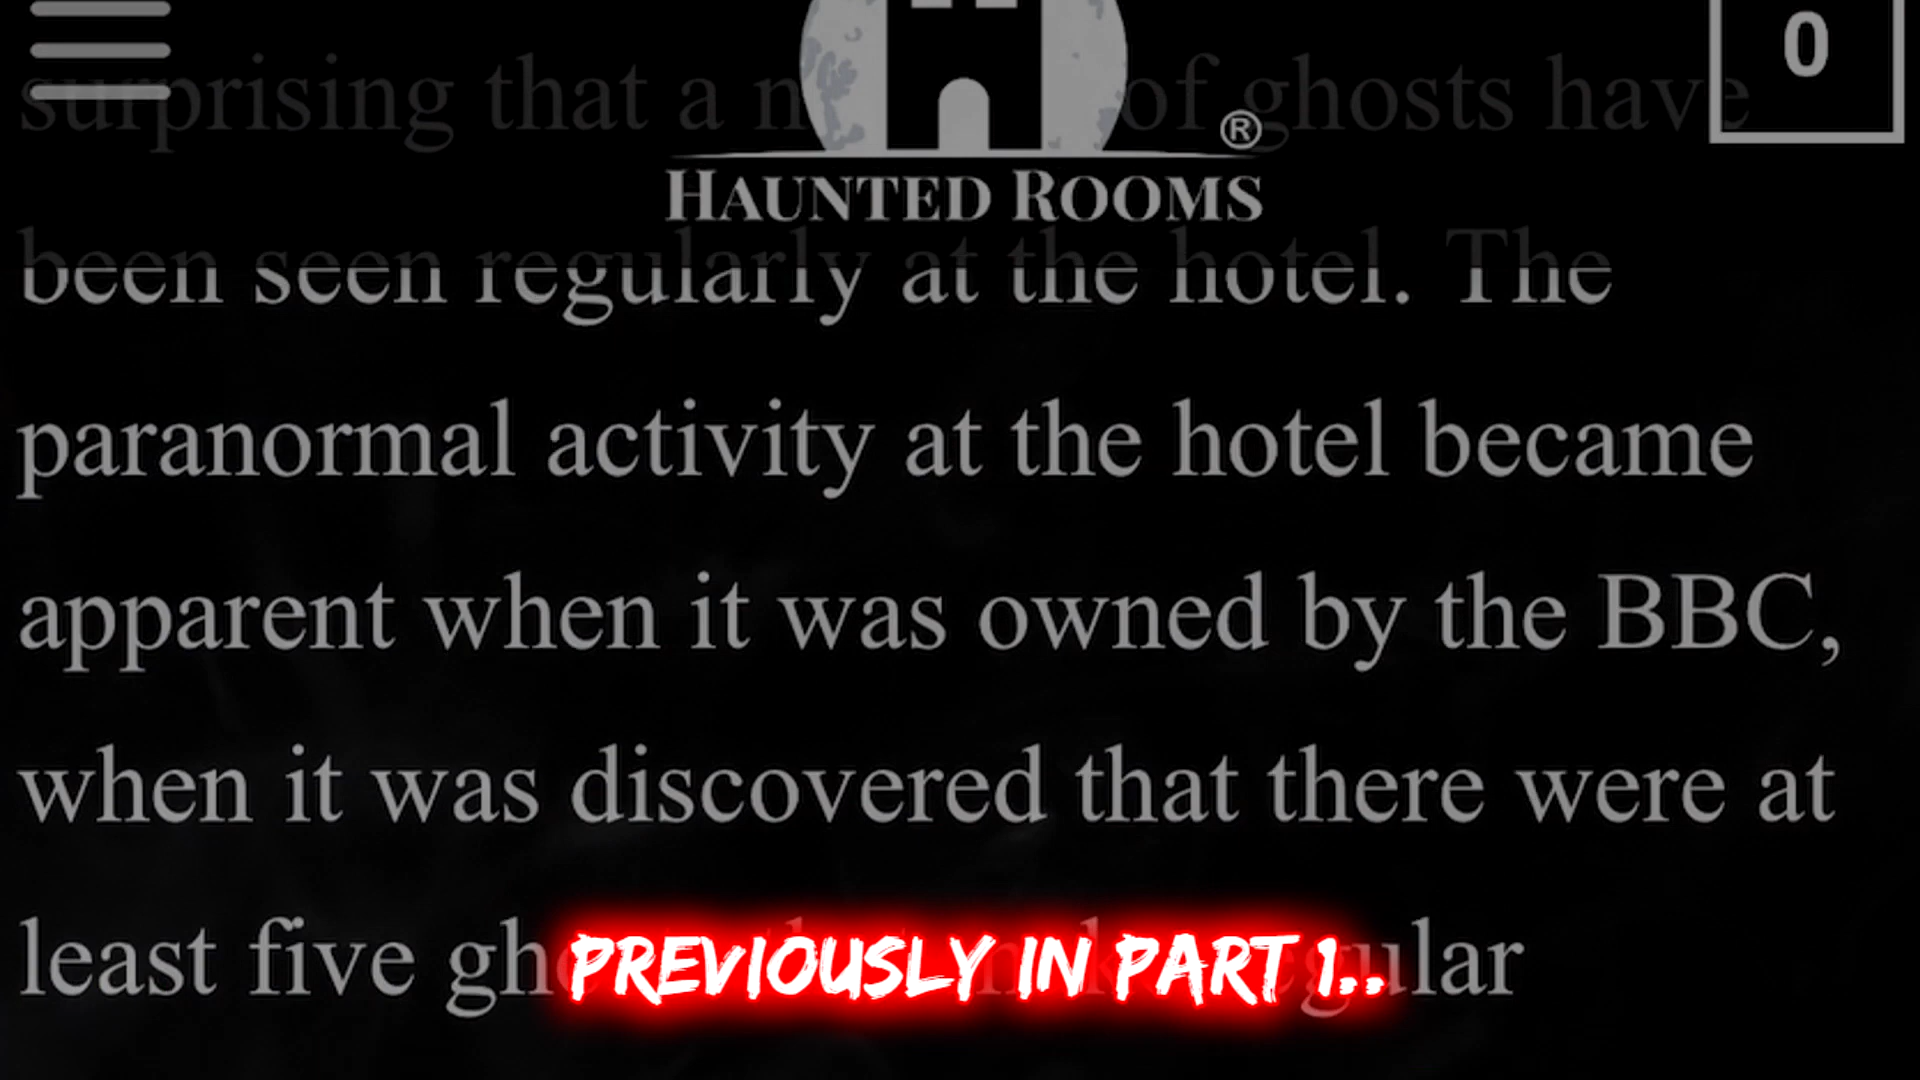 0
surprising that a n of ghosts have
®
HAUNTED ROOMS
been seen regularly at the hotel. The
paranormal activity at the hotel became
apparent when it was owned by the BBC,
when it was discovered that there were at
least five gh gular
PREVIOUSLY IN PART 1..